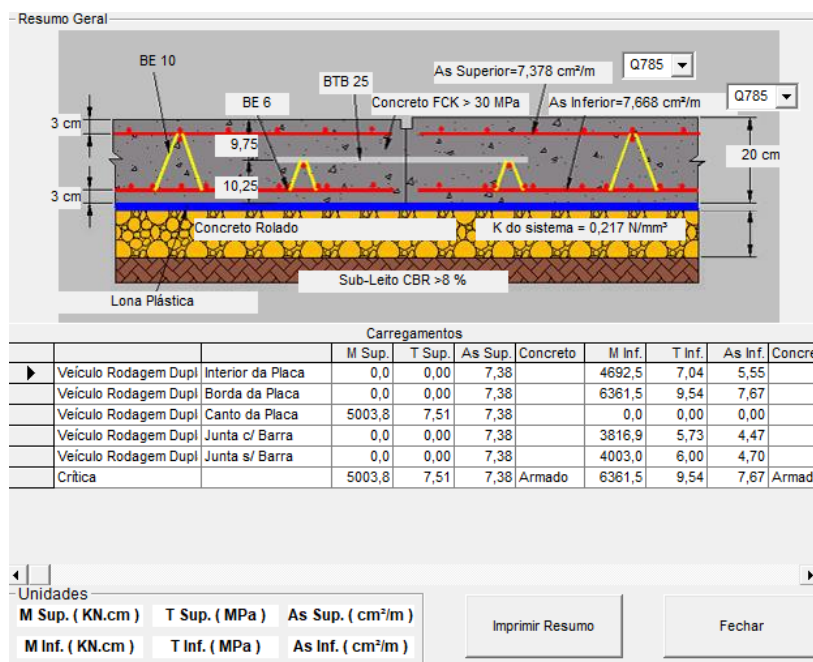 Resumo Geral
BE 10
BTB 25
As Superior=7,378 cm²/m
Q785
BE 6
Concreto FCK > 30 MPa
As Inferior=7,668 cm²/m
Q785
3 cm
9,75
20 cm
10,25
3 cm
Concreto Rolado
K do sistema = 0,217 N/mm³
Sub-Leito CBR >8 %
Lona Plástica
Carregamentos
M Sup. T Sup. As Sup. Concreto M Inf. T Inf. As Inf. Concre
Veículo Rodagem Dupl Interior da Placa 0,0 0,00 7,38 4692,5 7,04 5,55
Veículo Rodagem Dupl Borda da Placa 0,0 0,00 7,38 6361,5 9,54 7,67
Veículo Rodagem Dupl Canto da Placa 5003,8 7,51 7,38 0,0 0,00 0,00
Veículo Rodagem Dupl Junta c/ Barra 0,0 0,00 7,38 3816,9 5,73 4,47
Veículo Rodagem Dupl Junta s/ Barra 0,0 0,00 7,38 4003,0 6,00 4,70
Crítica 5003,8 7,51 7,38 Armado 6361,5 9,54 7,67 Armad
Unidades
M Sup. ( KN.cm ) T Sup. ( MPa ) As Sup. ( cm²/m )
M Inf. ( KN.cm ) T Inf. ( MPa ) As Inf. ( cm²/m )
Imprimir Resumo
Fechar